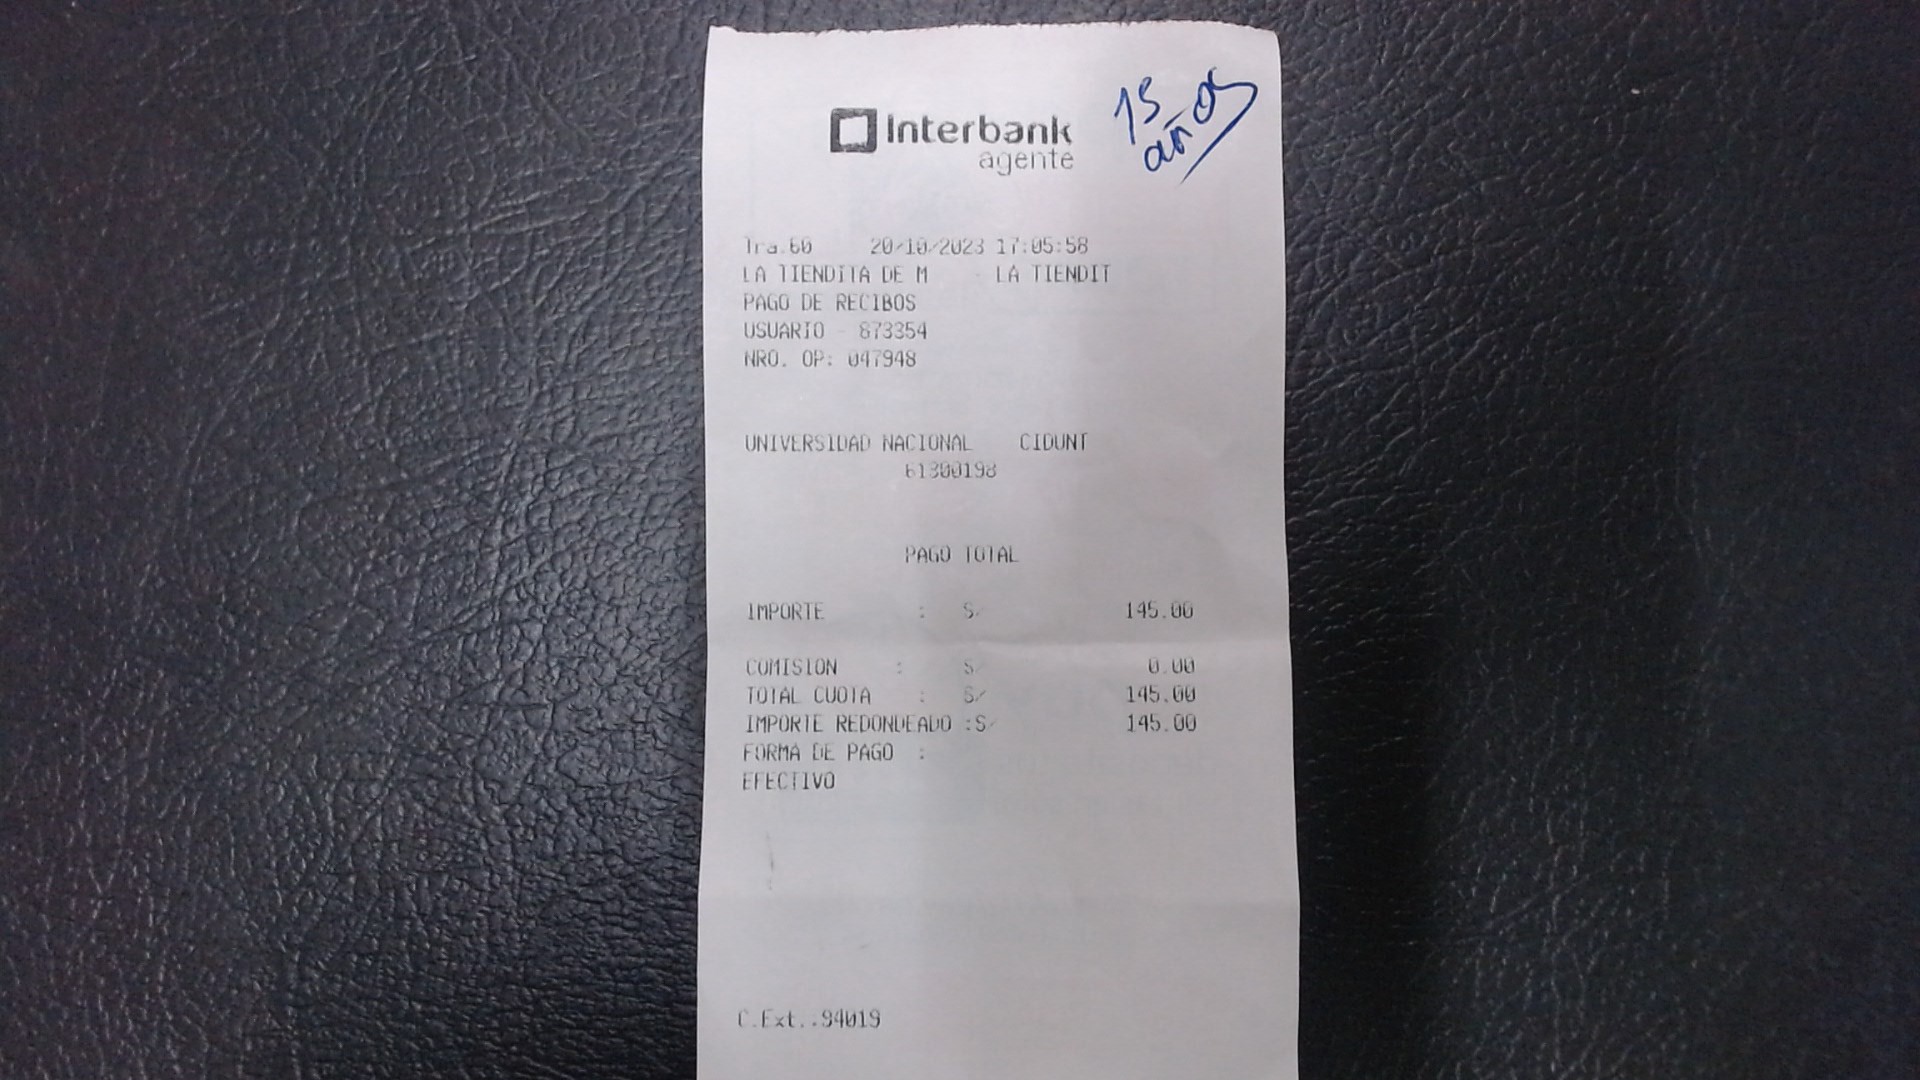 Interbank
agente
15
años
Tra.60 20/10/2023 17:05:58
LA TIENDITA DE M - LA TIENDIT
PAGO DE RECIBOS
USUARIO - 873354
NRO. OP: 047948
UNIVERSIDAD NACIONAL CIDUNT
61300198
PAGO TOTAL
IMPORTE : S/ 145.00
COMISION : S/ 0.00
TOTAL CUOTA : S/ 145.00
IMPORTE REDONDEADO :S/ 145.00
FORMA DE PAGO :
EFECTIVO
C.Ext.:94019